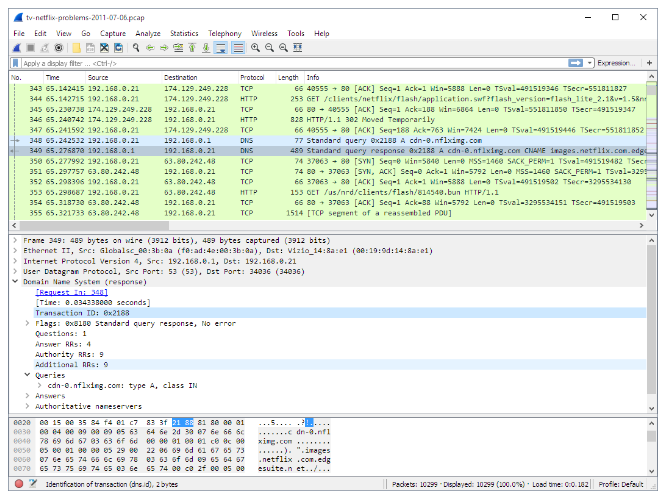 tv-netflix-problems-2011-07-06.pcap
File Edit View Go Capture Analyze Statistics Telephony Wireless Tools Help
Apply a display filter ... <Ctrl-/> Expression... +
No. Time Source Destination Protocol Length Info
343 65.142415 192.168.0.21 174.129.249.228 TCP 66 40555 → 80 [ACK] Seq=1 Ack=1 Win=5888 Len=0 TSval=491519346 TSecr=551811827
344 65.142715 192.168.0.21 174.129.249.228 HTTP 253 GET /clients/netflix/flash/application.swf?flash_version=flash_lite_2.1&v=1.5&nr
345 65.230738 174.129.249.228 192.168.0.21 TCP 66 80 → 40555 [ACK] Seq=1 Ack=188 Win=6864 Len=0 TSval=551811850 TSecr=491519347
346 65.240742 174.129.249.228 192.168.0.21 HTTP 828 HTTP/1.1 302 Moved Temporarily
347 65.241592 192.168.0.21 174.129.249.228 TCP 66 40555 → 80 [ACK] Seq=188 Ack=763 Win=7424 Len=0 TSval=491519446 TSecr=551811852
348 65.242532 192.168.0.21 192.168.0.1 DNS 77 Standard query 0x2188 A cdn-0.nflximg.com
349 65.276870 192.168.0.1 192.168.0.21 DNS 489 Standard query response 0x2188 A cdn-0.nflximg.com CNAME images.netflix.com.edg
350 65.277992 192.168.0.21 63.80.242.48 TCP 74 37063 → 80 [SYN] Seq=0 Win=5840 Len=0 MSS=1460 SACK_PERM=1 TSval=491519482 TSec
351 65.297757 63.80.242.48 192.168.0.21 TCP 74 80 → 37063 [SYN, ACK] Seq=0 Ack=1 Win=5792 Len=0 MSS=1460 SACK_PERM=1 TSval=3295
352 65.298396 192.168.0.21 63.80.242.48 TCP 66 37063 → 80 [ACK] Seq=1 Ack=1 Win=5888 Len=0 TSval=491519502 TSecr=3295534130
353 65.298687 192.168.0.21 63.80.242.48 HTTP 153 GET /us/nrd/clients/flash/814540.bun HTTP/1.1
354 65.318730 63.80.242.48 192.168.0.21 TCP 66 80 → 37063 [ACK] Seq=1 Ack=88 Win=5792 Len=0 TSval=3295534151 TSecr=491519503
355 65.321733 63.80.242.48 192.168.0.21 TCP 1514 [TCP segment of a reassembled PDU]
Frame 349: 489 bytes on wire (3912 bits), 489 bytes captured (3912 bits)
Ethernet II, Src: Globalsc_00:3b:0a (f0:ad:4e:00:3b:0a), Dst: Vizio_14:8a:e1 (00:19:9d:14:8a:e1)
Internet Protocol Version 4, Src: 192.168.0.1, Dst: 192.168.0.21
User Datagram Protocol, Src Port: 53 (53), Dst Port: 34036 (34036)
Domain Name System (response)
[Request In: 348]
[Time: 0.034338000 seconds]
Transaction ID: 0x2188
Flags: 0x8180 Standard query response, No error
Questions: 1
Answer RRs: 4
Authority RRs: 9
Additional RRs: 9
Queries
cdn-0.nflximg.com: type A, class IN
Answers
Authoritative nameservers
0020 00 15 00 35 84 f4 01 c7 83 3f 21 88 81 80 00 01 ...5.... .?!.....
0030 00 04 00 09 00 09 05 63 64 6e 2d 30 07 6e 66 6c .......c dn-0.nfl
0040 78 69 6d 67 03 63 6f 6d 00 00 01 00 01 c0 0c 00 ximg.com ........
0050 05 00 01 00 00 05 29 00 22 06 69 6d 61 67 65 73 ......). ".images
0060 07 6e 65 74 66 6c 69 78 03 63 6f 6d 09 65 64 67 .netflix .com.edg
0070 65 73 75 69 74 65 03 6e 65 74 00 c0 2f 00 05 00 esuite.n et../...
Identification of transaction (dns.id), 2 bytes Packets: 10299 · Displayed: 10299 (100.0%) · Load time: 0:0.182 Profile: Default